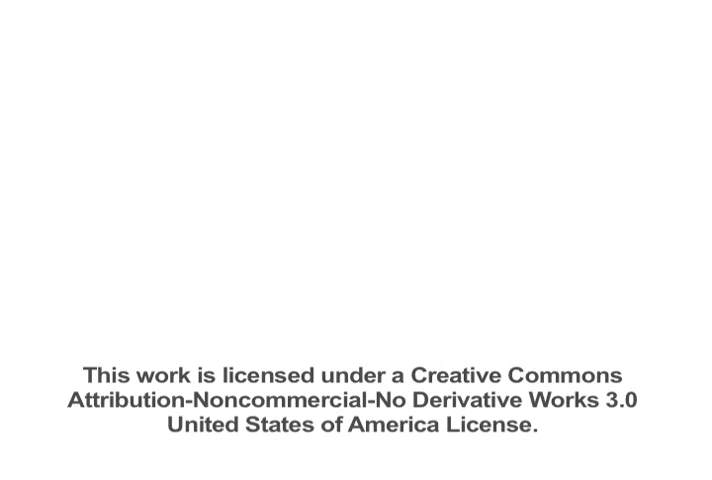 This work is licensed under a Creative Commons
Attribution-Noncommercial-No Derivative Works 3.0
United States of America License.